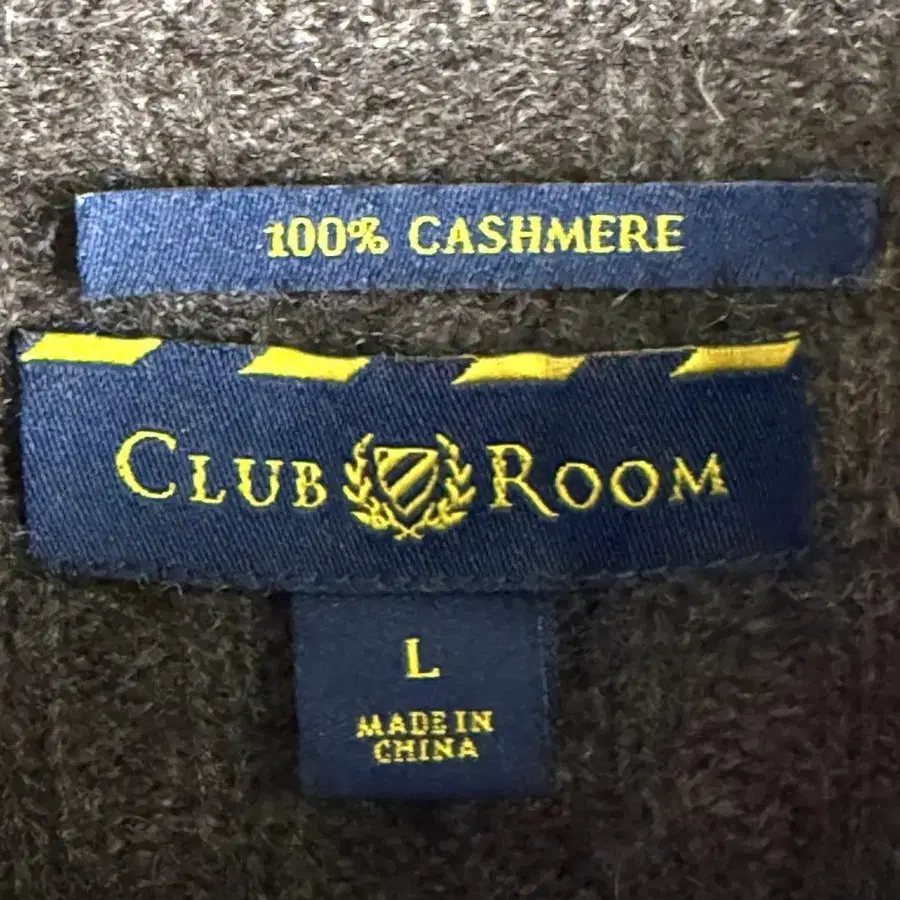 100% CASHMERE
CLUB ROOM
L
MADE IN
CHINA